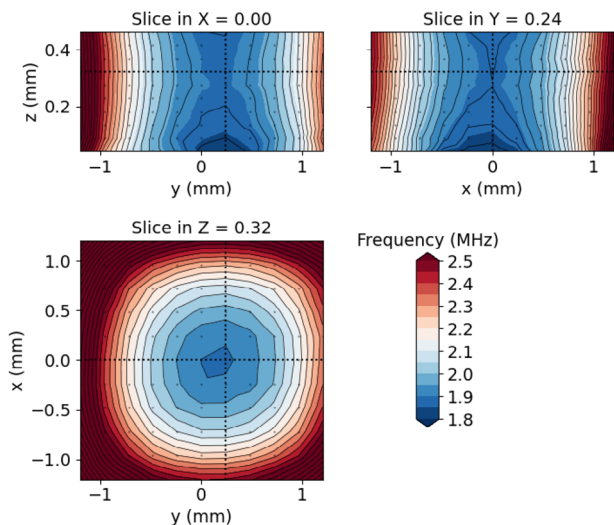 Slice in X = 0.00
Slice in Y = 0.24
z (mm)
0.4
0.2
−1
0
1
y (mm)
−1
0
1
x (mm)
Slice in Z = 0.32
x (mm)
1.0
0.5
0.0
−0.5
−1.0
−1
0
1
y (mm)
Frequency (MHz)
2.5
2.4
2.3
2.2
2.1
2.0
1.9
1.8